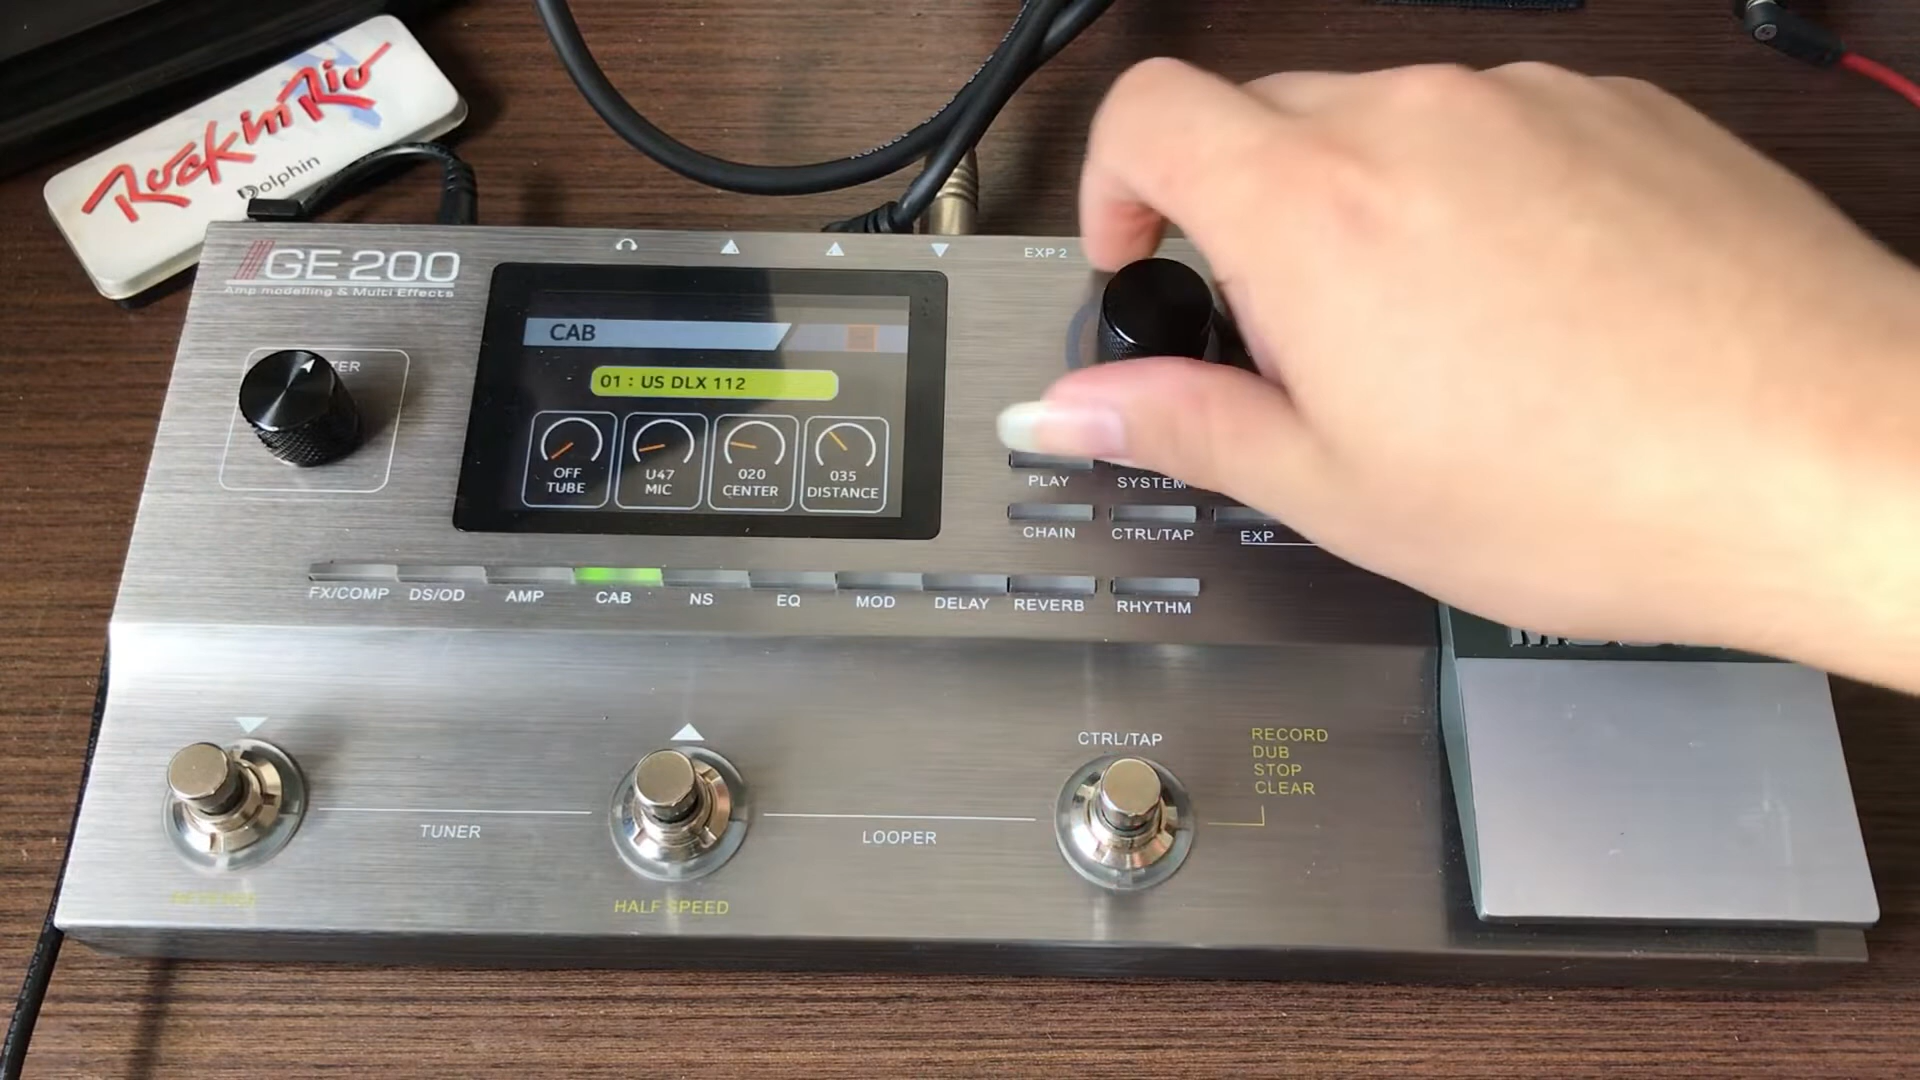 Rock in Rio
Dolphin
GE 200
Amp modelling & Multi Effects
EXP 2
CAB
01 : US DLX 112
OFF
TUBE
U47
MIC
020
CENTER
035
DISTANCE
PLAY
SYSTEM
CHAIN
CTRL/TAP
EXP
FX/COMP
DS/OD
AMP
CAB
NS
EQ
MOD
DELAY
REVERB
RHYTHM
CTRL/TAP
RECORD
DUB
STOP
CLEAR
TUNER
LOOPER
HALF SPEED